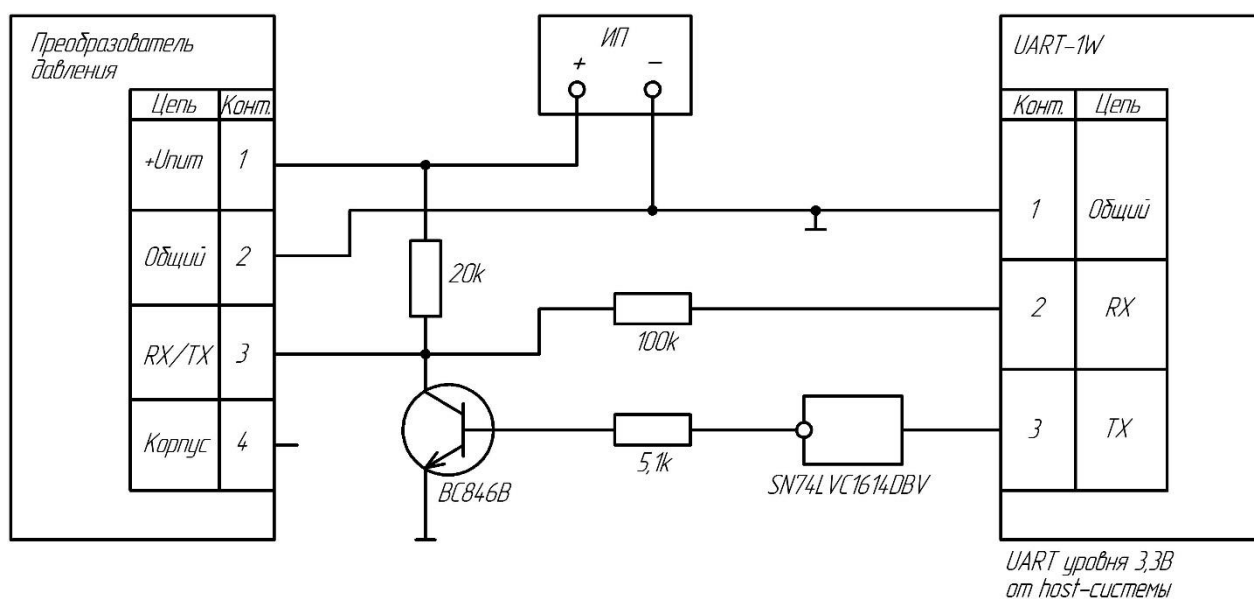 Преобразователь
давления
Цепь Конт.
+Uпит 1
Общий 2
RX/TX 3
Корпус 4
ИП
+ −
20k
100k
5,1k
BC846B
SN74LVC1G14DBV
UART-1W
Конт. Цепь
1 Общий
2 RX
3 TX
UART уровня 3,3В
от host-системы